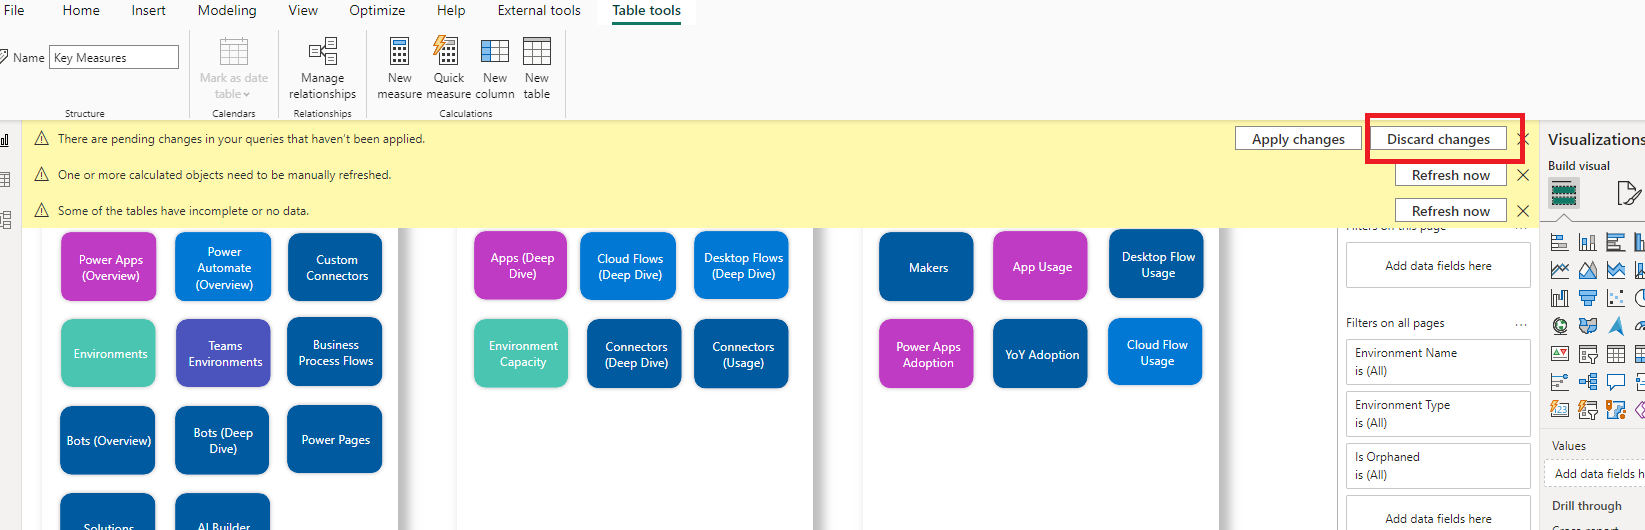 File Home Insert Modeling View Optimize Help External tools Table tools
Name Key Measures
Mark as date
table
Manage
relationships
New
measure
Quick
measure
New
column
New
table
Structure Calendars Relationships Calculations
There are pending changes in your queries that haven't been applied.
Apply changes Discard changes
One or more calculated objects need to be manually refreshed.
Refresh now
Some of the tables have incomplete or no data.
Refresh now
Power Apps
(Overview)
Power
Automate
(Overview)
Custom
Connectors
Environments
Teams
Environments
Business
Process Flows
Bots (Overview)
Bots (Deep
Dive)
Power Pages
Solutions
AI Builder
Apps (Deep
Dive)
Cloud Flows
(Deep Dive)
Desktop Flows
(Deep Dive)
Environment
Capacity
Connectors
(Deep Dive)
Connectors
(Usage)
Makers
App Usage
Desktop Flow
Usage
Power Apps
Adoption
YoY Adoption
Cloud Flow
Usage
Filters on this page ...
Add data fields here
Filters on all pages ...
Environment Name
is (All)
Environment Type
is (All)
Is Orphaned
is (All)
Add data fields here
Visualizations
Build visual
123
Values
Add data fields h
Drill through